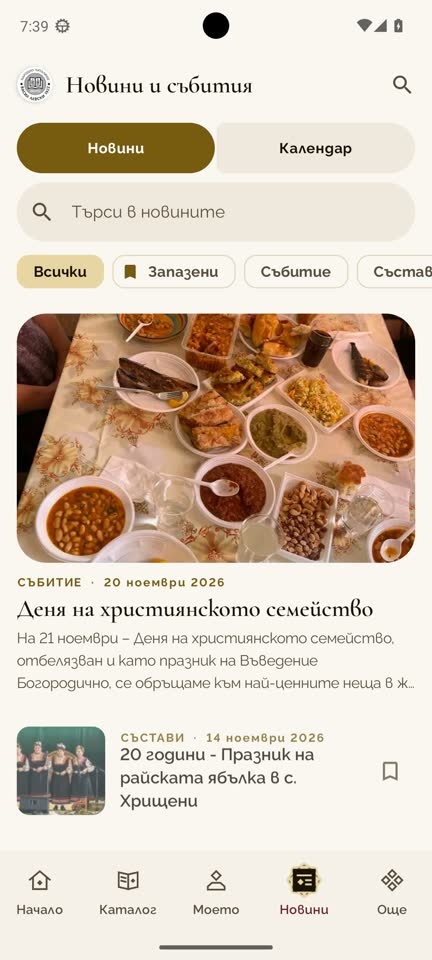 7:39
Новини и събития
Новини
Календар
Търси в новините
Всички
Запазени
Събитие
Състав
СЪБИТИЕ · 20 ноември 2026
Деня на християнското семейство
На 21 ноември – Деня на християнското семейство,
отбелязван и като празник на Въведение
Богородично, се обръщаме към най-ценните неща в ж…
СЪСТАВИ · 14 ноември 2026
20 години - Празник на
райската ябълка в с.
Хрищени
Начало
Каталог
Моето
Новини
Още